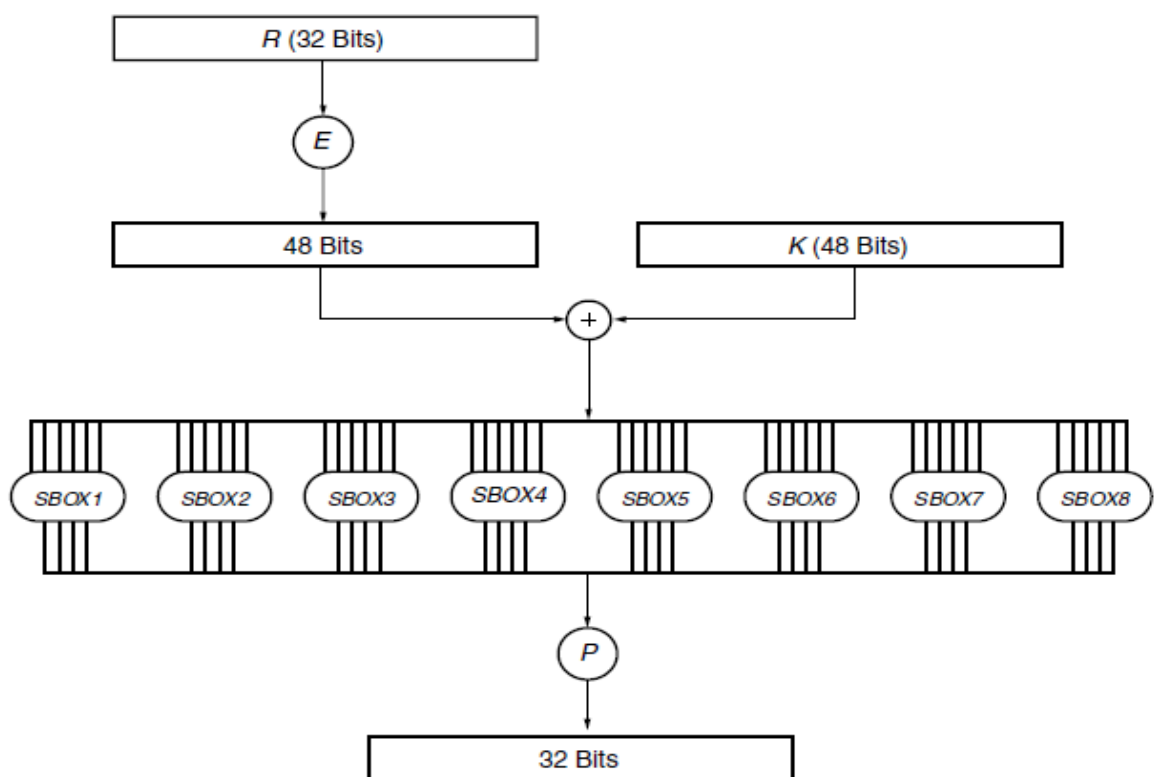 R (32 Bits)
E
48 Bits
K (48 Bits)
+
SBOX1 SBOX2 SBOX3 SBOX4 SBOX5 SBOX6 SBOX7 SBOX8
P
32 Bits